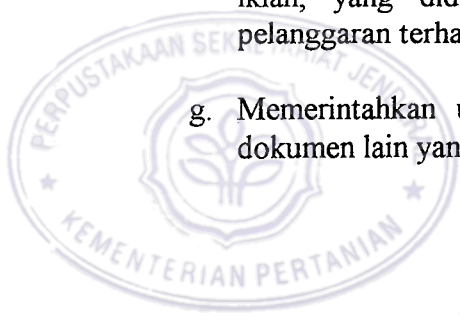 iklan, yang did
pelanggaran terha
g. Memerintahkan u
dokumen lain yan
PERPUSTAKAAN SEKRETARIAT JENDERAL
KEMENTERIAN PERTANIAN